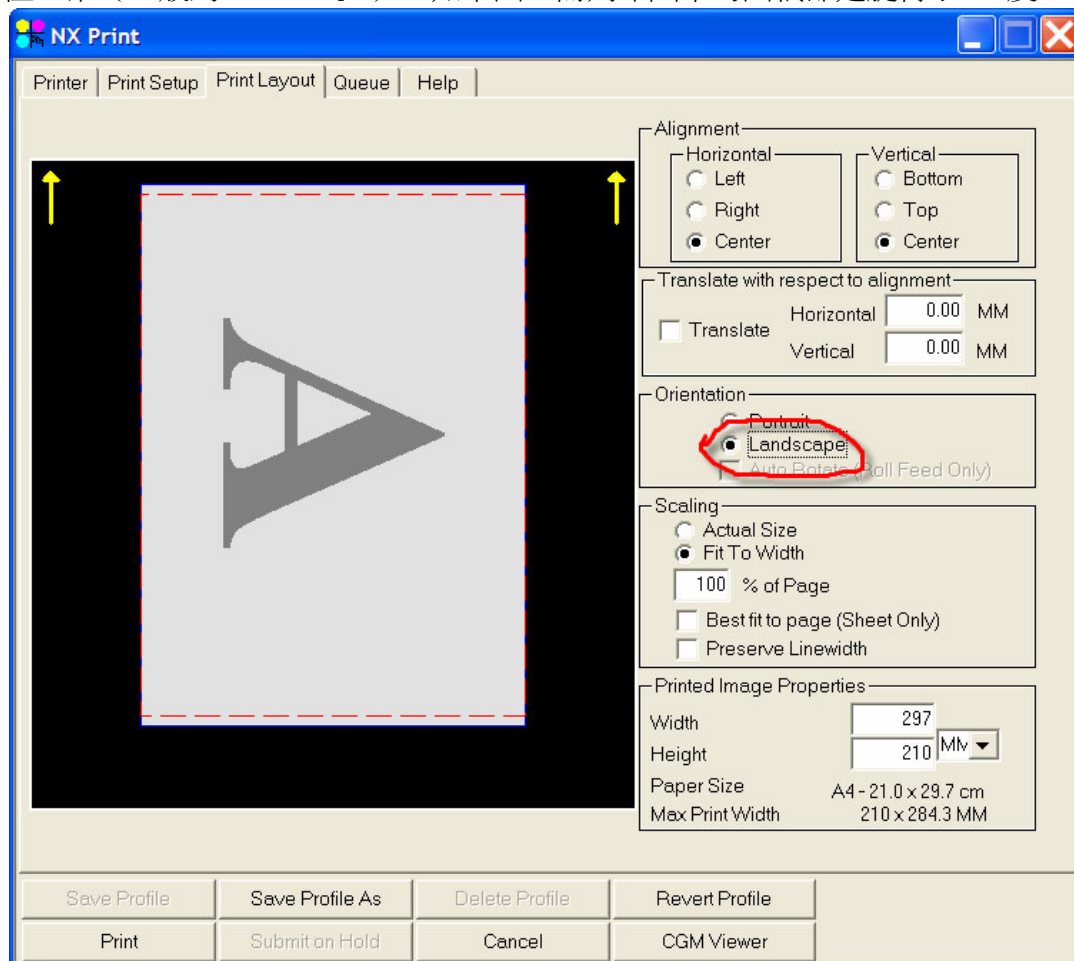 NX Print
Printer Print Setup Print Layout Queue Help
Alignment
Horizontal
Left
Right
Center
Vertical
Bottom
Top
Center
Translate with respect to alignment
Translate
Horizontal 0.00 MM
Vertical 0.00 MM
Orientation
Portrait
Landscape
Auto Rotate (Roll Feed Only)
Scaling
Actual Size
Fit To Width
100 % of Page
Best fit to page (Sheet Only)
Preserve Linewidth
Printed Image Properties
Width 297
Height 210 MM
Paper Size A4 - 21.0 x 29.7 cm
Max Print Width 210 x 284.3 MM
A
Save Profile Save Profile As Delete Profile Revert Profile
Print Submit on Hold Cancel CGM Viewer